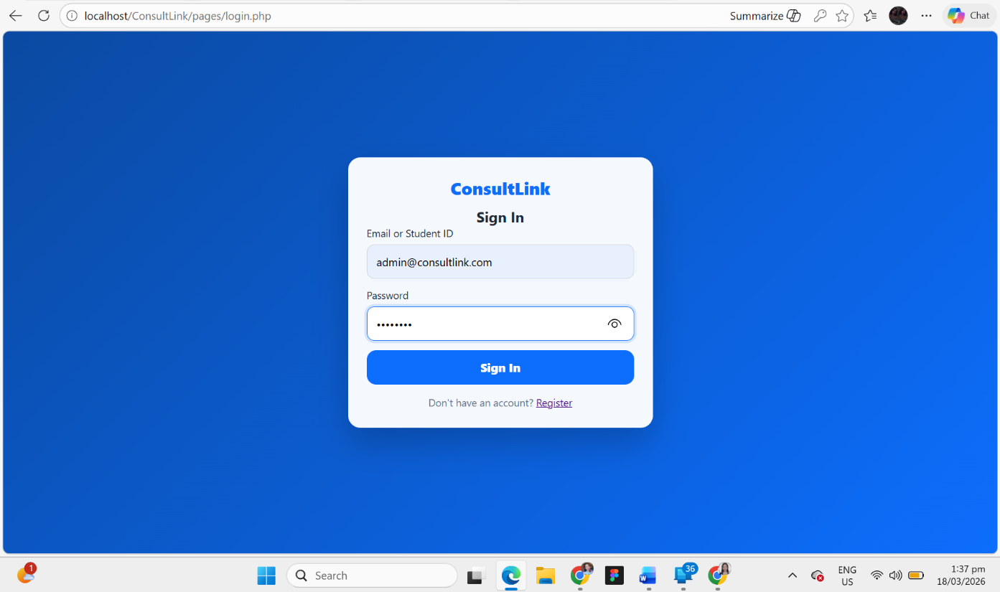 localhost/ConsultLink/pages/login.php
Summarize
Chat
ConsultLink
Sign In
Email or Student ID
admin@consultlink.com
Password
••••••••
Sign In
Don't have an account? Register
1
Search
36
ENG
US
1:37 pm
18/03/2026